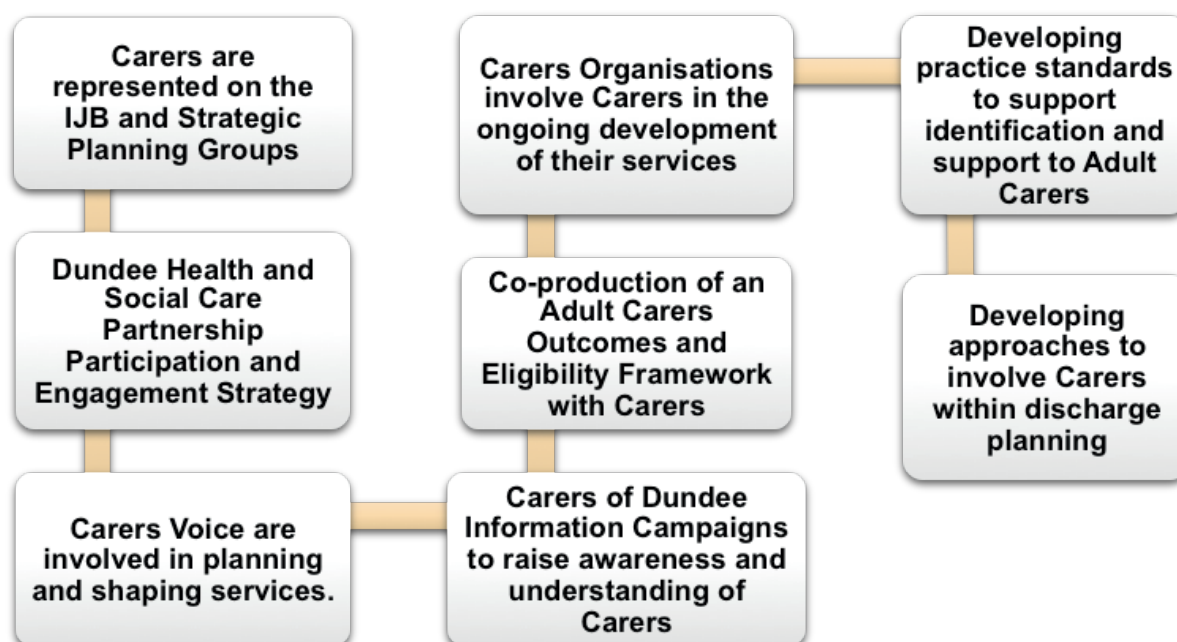 Carers are
represented on the
IJB and Strategic
Planning Groups
Dundee Health and
Social Care
Partnership
Participation and
Engagement Strategy
Carers Voice are
involved in planning
and shaping services.
Carers of Dundee
Information Campaigns
to raise awareness and
understanding of
Carers
Co-production of an
Adult Carers
Outcomes and
Eligibility Framework
with Carers
Carers Organisations
involve Carers in the
ongoing development
of their services
Developing
practice standards
to support
identification and
support to Adult
Carers
Developing
approaches to
involve Carers
within discharge
planning